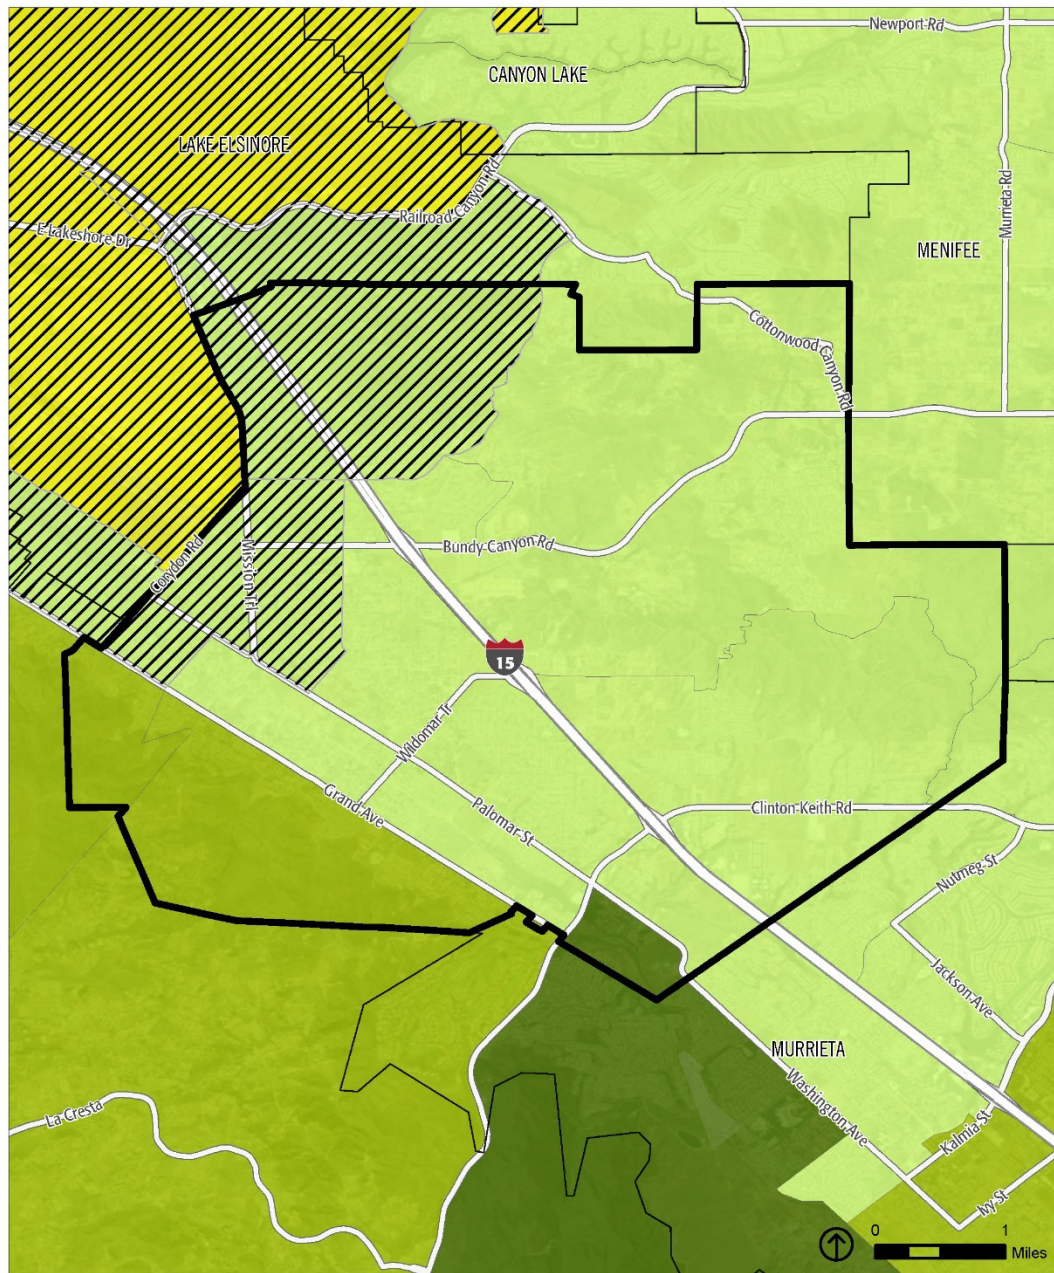 Newport Rd
CANYON LAKE
LAKE ELSINORE
Railroad Canyon Rd
Murrieta Rd
E Lakeshore Dr
MENIFEE
Cottonwood Canyon Rd
Corydon Rd
Mission Trl
Bundy Canyon Rd
15
Wildomar Tr
Grand Ave
Palomar St
Clinton Keith Rd
Nutmeg St
Jackson Ave
MURRIETA
Washington Ave
La Cresta
Kalmia St
Ivy St
0 1
Miles